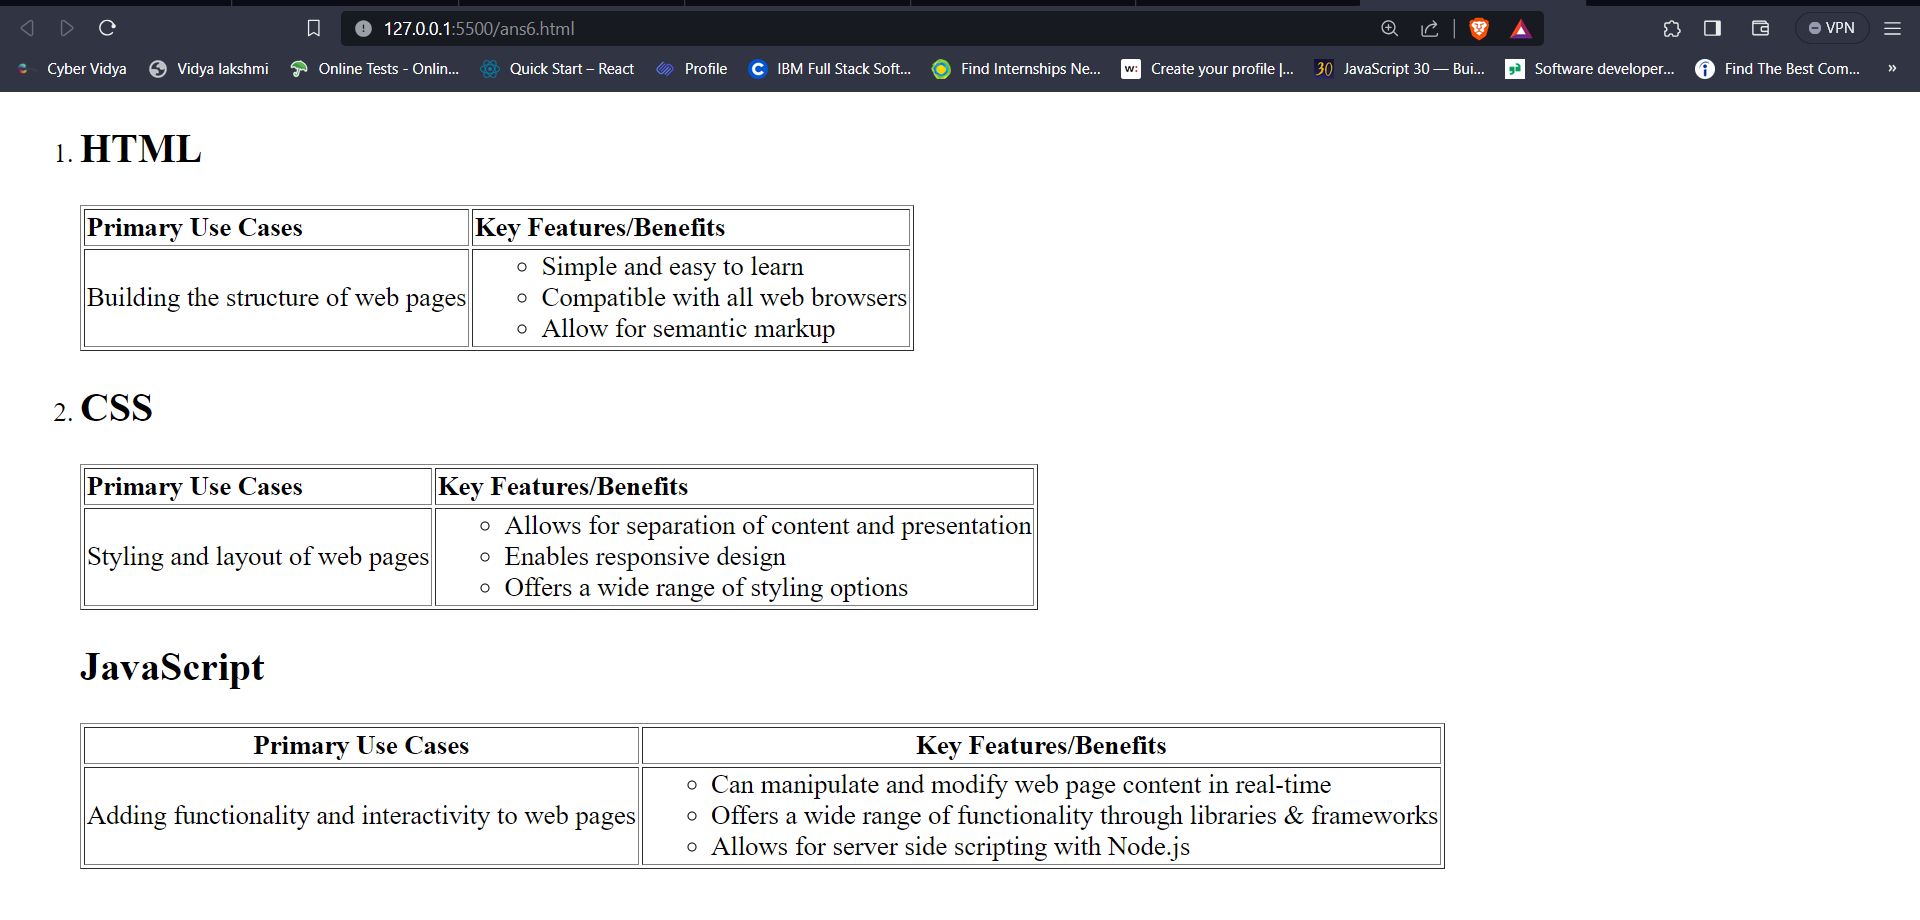 127.0.0.1:5500/ans6.html
VPN
Cyber Vidya
Vidya lakshmi
Online Tests - Onlin...
Quick Start – React
Profile
C IBM Full Stack Soft...
Find Internships Ne...
w: Create your profile |...
30 JavaScript 30 — Bui...
Software developer...
i Find The Best Com...
»
1. HTML
Primary Use Cases Key Features/Benefits
Building the structure of web pages
Simple and easy to learn
Compatible with all web browsers
Allow for semantic markup
2. CSS
Primary Use Cases Key Features/Benefits
Styling and layout of web pages
Allows for separation of content and presentation
Enables responsive design
Offers a wide range of styling options
JavaScript
Primary Use Cases Key Features/Benefits
Adding functionality and interactivity to web pages
Can manipulate and modify web page content in real-time
Offers a wide range of functionality through libraries & frameworks
Allows for server side scripting with Node.js